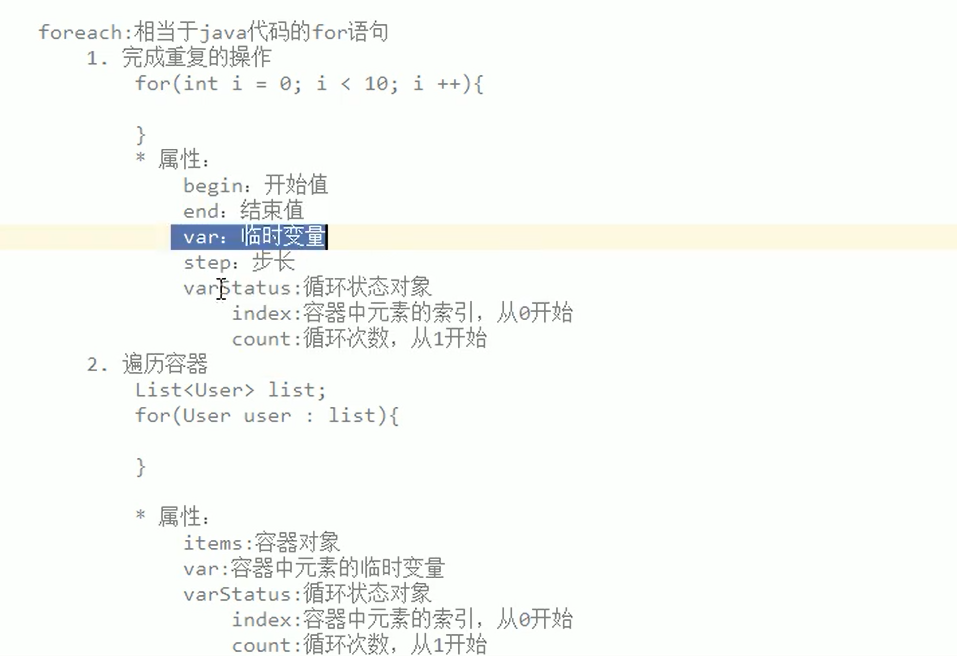 foreach:相当于java代码的for语句
1. 完成重复的操作
for(int i = 0; i < 10; i ++){
}
* 属性：
begin：开始值
end：结束值
var：临时变量
step：步长
varStatus:循环状态对象
index:容器中元素的索引，从0开始
count:循环次数，从1开始
2. 遍历容器
List<User> list;
for(User user : list){
}
* 属性：
items:容器对象
var:容器中元素的临时变量
varStatus:循环状态对象
index:容器中元素的索引，从0开始
count:循环次数，从1开始